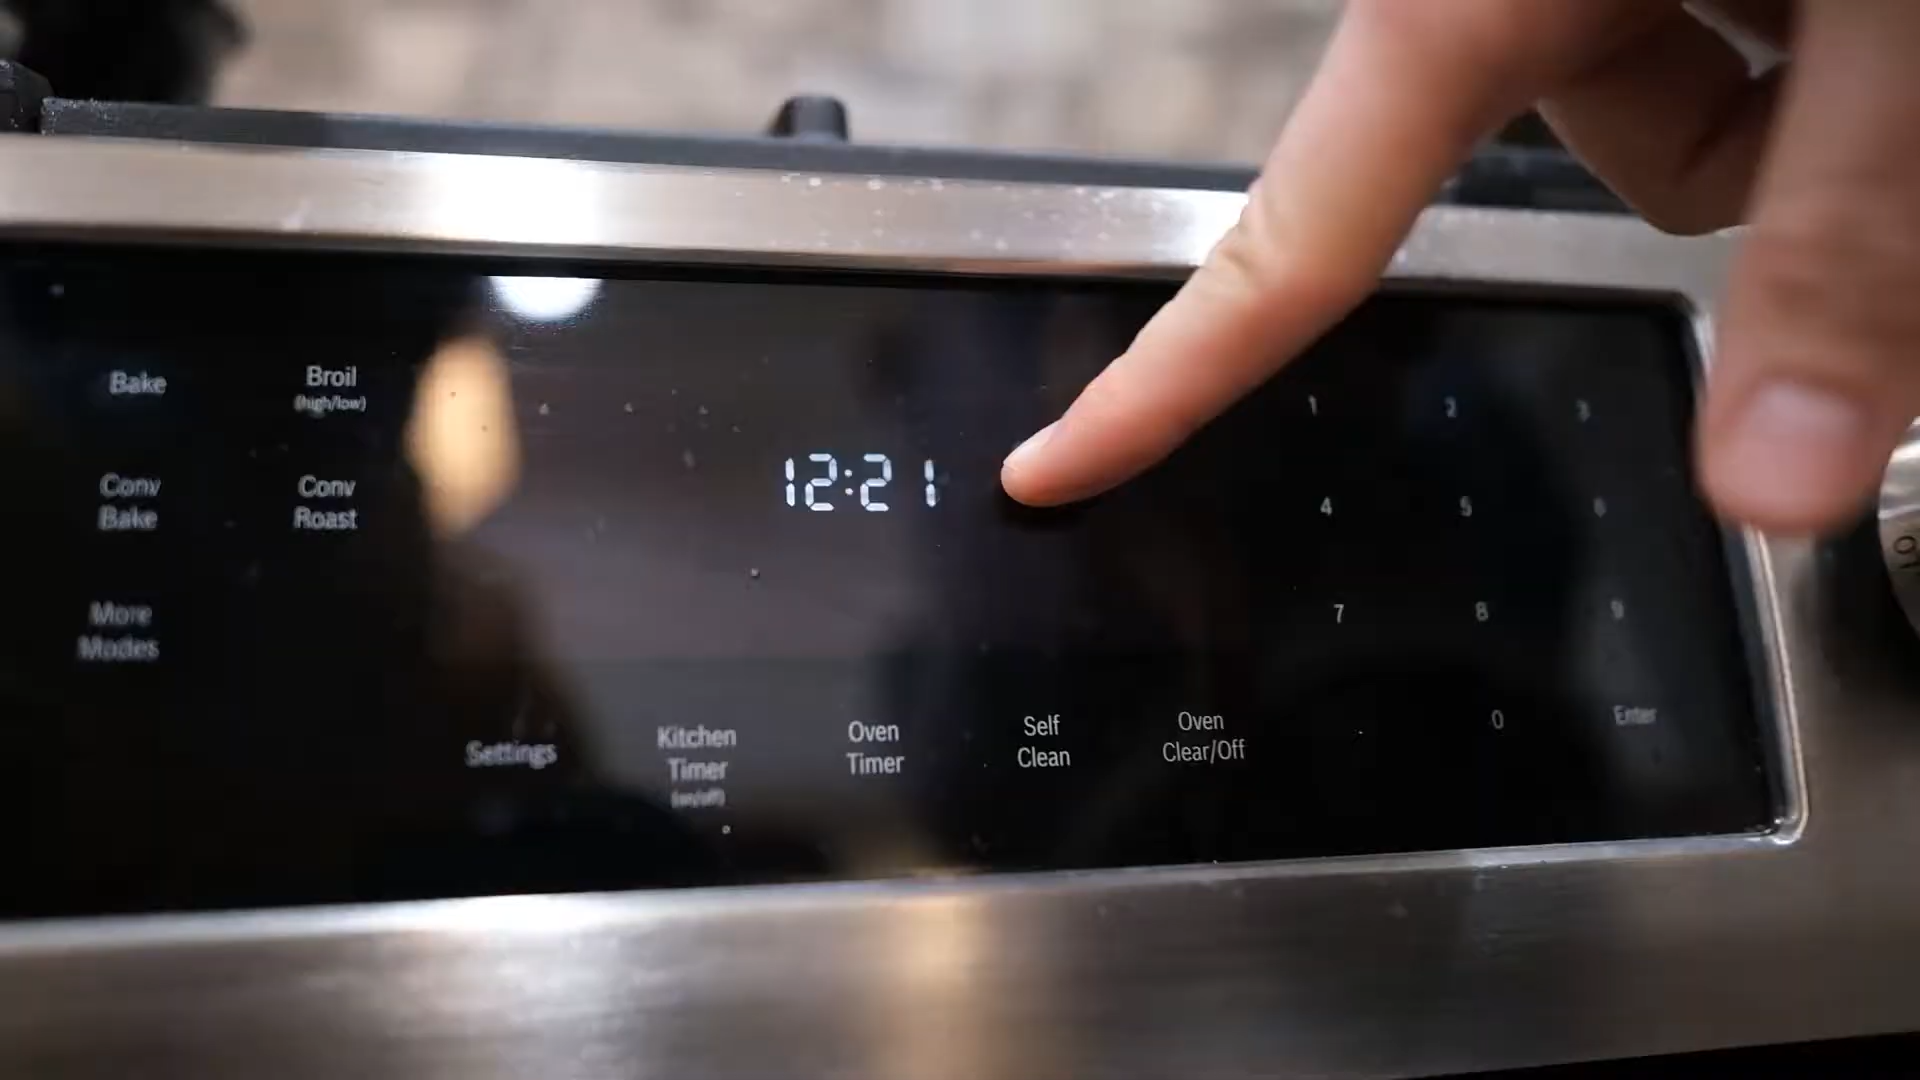 Bake
Broil
(high/low)
Conv
Bake
Conv
Roast
More
Modes
12:21
1 2 3
4 5 6
7 8 9
0 Enter
Settings
Kitchen
Timer
(on/off)
Oven
Timer
Self
Clean
Oven
Clear/Off